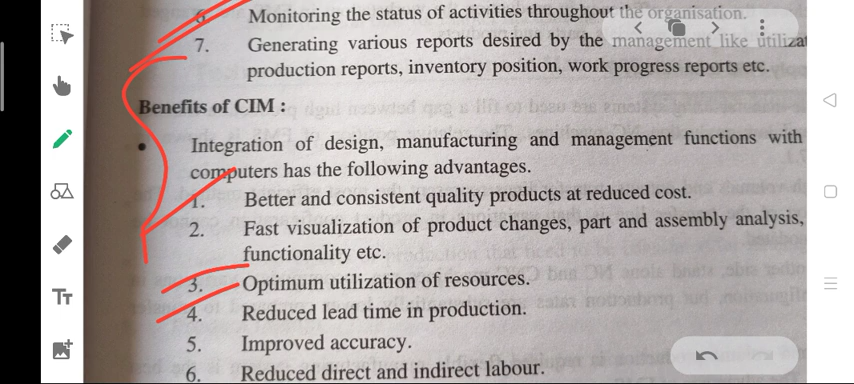 6. Monitoring the status of activities throughout the organisation.
7. Generating various reports desired by the management like
production reports, inventory position, work progress reports etc.
Benefits of CIM :
• Integration of design, manufacturing and management functions with
computers has the following advantages.
1. Better and consistent quality products at reduced cost.
2. Fast visualization of product changes, part and assembly analysis,
functionality etc.
3. Optimum utilization of resources.
4. Reduced lead time in production.
5. Improved accuracy.
6. Reduced direct and indirect labour.
Tт